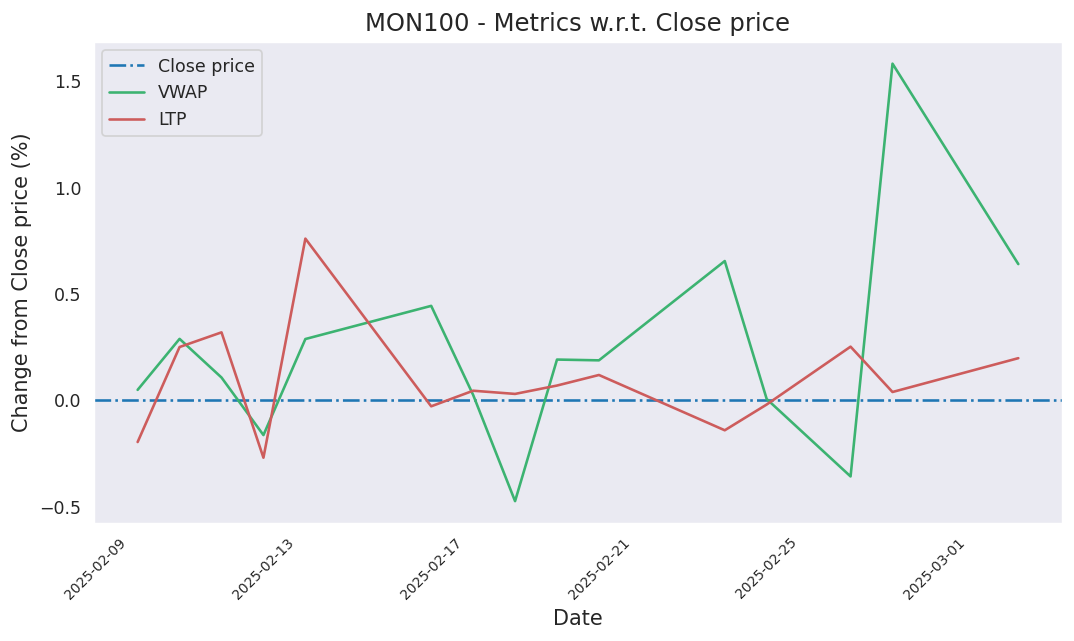 MON100 - Metrics w.r.t. Close price
Close price
VWAP
LTP
Change from Close price (%)
1.5
1.0
0.5
0.0
−0.5
2025-02-09
2025-02-13
2025-02-17
2025-02-21
2025-02-25
2025-03-01
Date